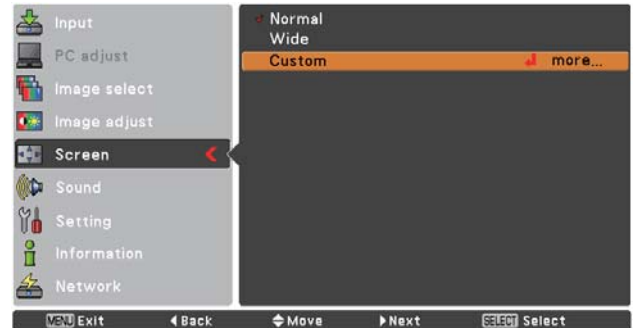 Input
PC adjust
Image select
Image adjust
Screen
Sound
Setting
Information
Network
Normal
Wide
Custom more...
MENU Exit Back Move Next SELECT Select